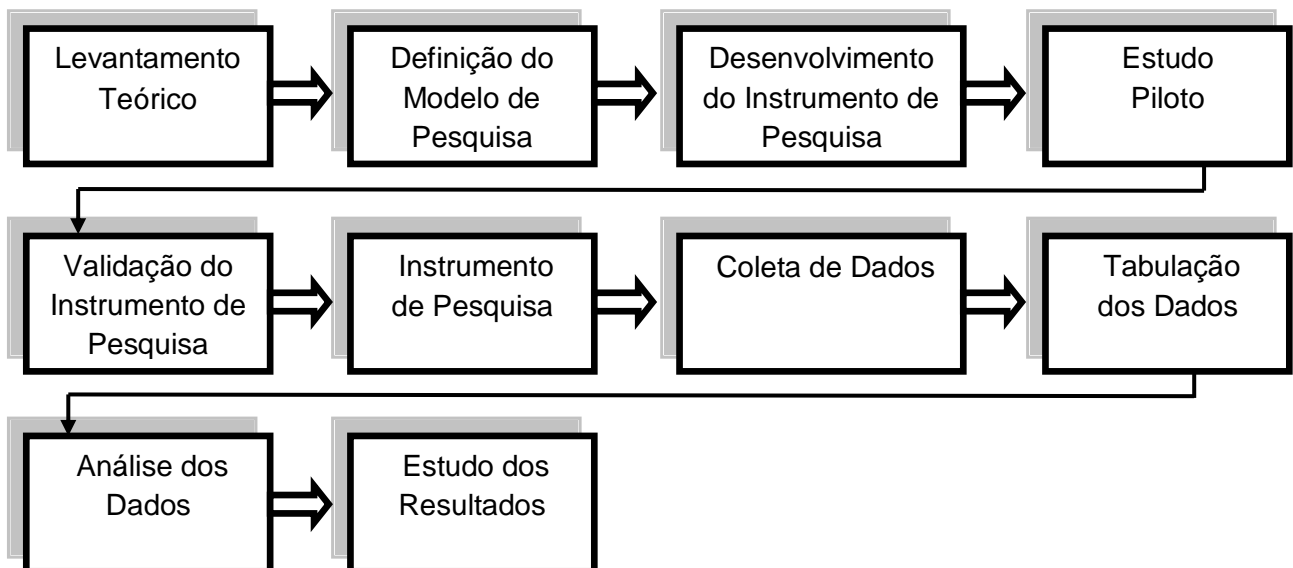 Levantamento
Teórico
Definição do
Modelo de
Pesquisa
Desenvolvimento
do Instrumento de
Pesquisa
Estudo
Piloto
Validação do
Instrumento de
Pesquisa
Instrumento
de Pesquisa
Coleta de Dados
Tabulação
dos Dados
Análise dos
Dados
Estudo dos
Resultados